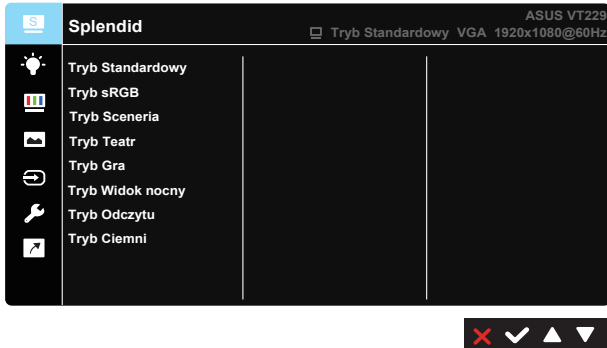 S
Splendid
ASUS VT229
Tryb Standardowy VGA 1920x1080@60Hz
Tryb Standardowy
Tryb sRGB
Tryb Sceneria
Tryb Teatr
Tryb Gra
Tryb Widok nocny
Tryb Odczytu
Tryb Ciemni